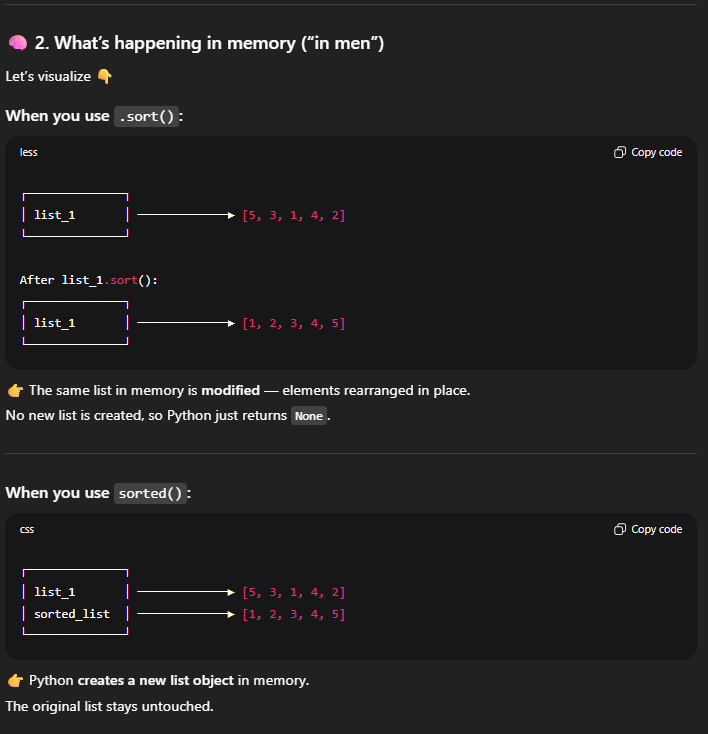 🧠 2. What’s happening in memory (“in men”)
Let’s visualize 👇
When you use .sort():
less
Copy code
list_1 [5, 3, 1, 4, 2]
After list_1.sort():
list_1 [1, 2, 3, 4, 5]
👉 The same list in memory is modified — elements rearranged in place.
No new list is created, so Python just returns None.
When you use sorted():
css
Copy code
list_1 [5, 3, 1, 4, 2]
sorted_list [1, 2, 3, 4, 5]
👉 Python creates a new list object in memory.
The original list stays untouched.